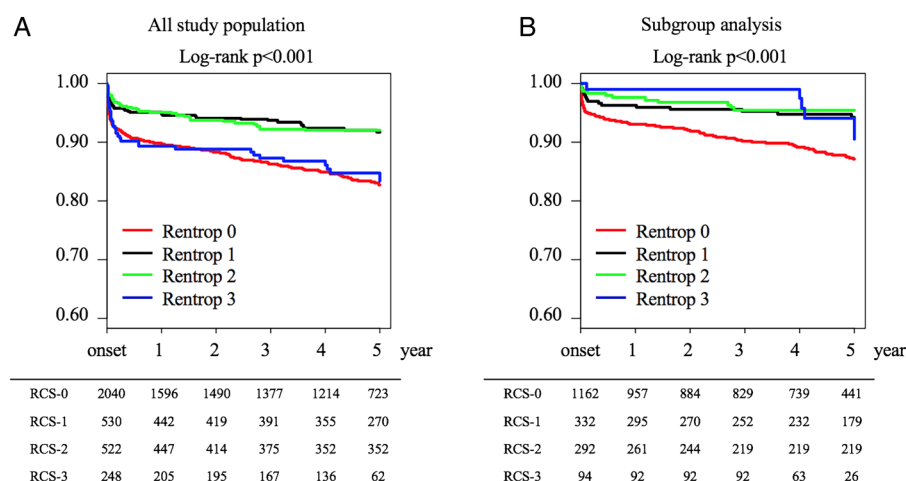 A
All study population
Log-rank p<0.001
1.00
0.90
0.80
0.70
0.60
Rentrop 0
Rentrop 1
Rentrop 2
Rentrop 3
onset 1 2 3 4 5 year
RCS-0 2040 1596 1490 1377 1214 723
RCS-1 530 442 419 391 355 270
RCS-2 522 447 414 375 352 352
RCS-3 248 205 195 167 136 62
B
Subgroup analysis
Log-rank p<0.001
1.00
0.90
0.80
0.70
0.60
Rentrop 0
Rentrop 1
Rentrop 2
Rentrop 3
onset 1 2 3 4 5 year
RCS-0 1162 957 884 829 739 441
RCS-1 332 295 270 252 232 179
RCS-2 292 261 244 219 219 219
RCS-3 94 92 92 92 63 26